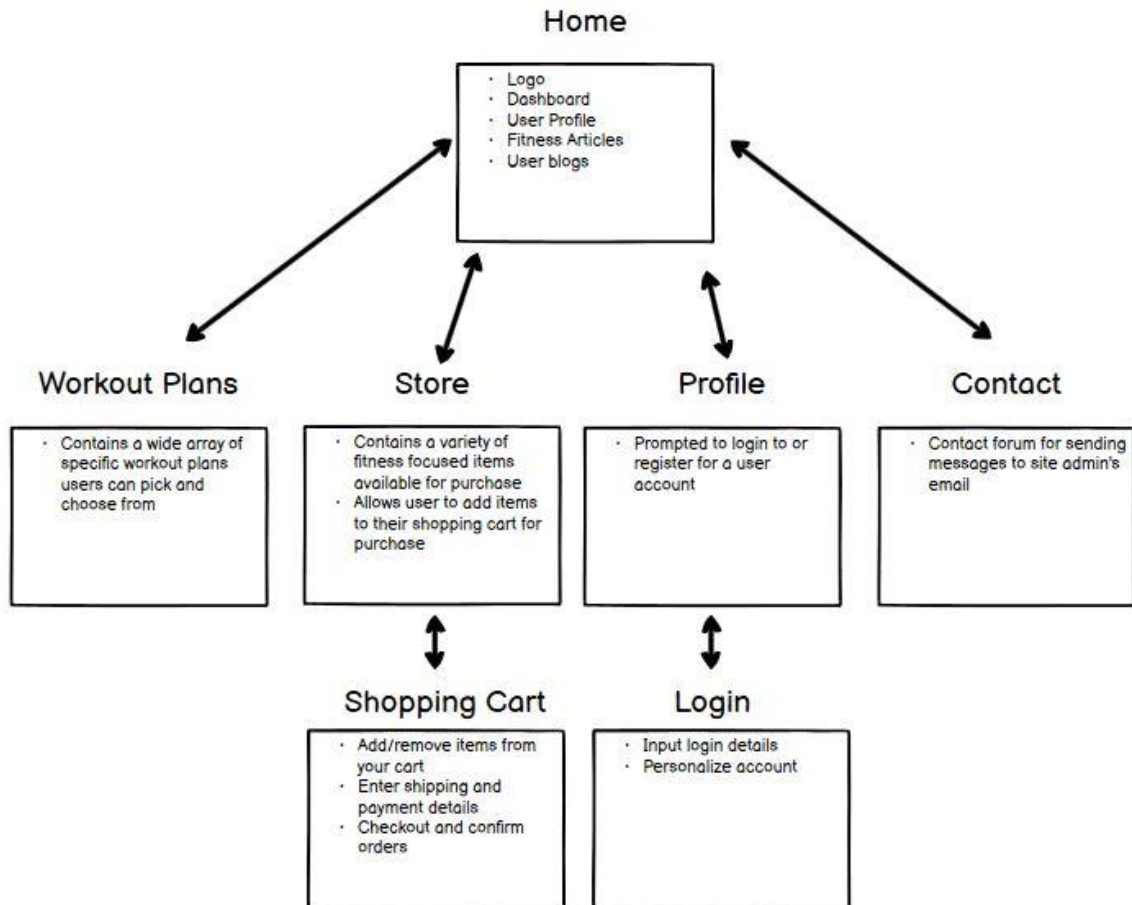 Home
· Logo
· Dashboard
· User Profile
· Fitness Articles
· User blogs
Workout Plans
· Contains a wide array of
specific workout plans
users can pick and
choose from
Store
· Contains a variety of
fitness focused items
available for purchase
· Allows user to add items
to their shopping cart for
purchase
Profile
· Prompted to login to or
register for a user
account
Contact
· Contact forum for sending
messages to site admin's
email
Shopping Cart
· Add/remove items from
your cart
· Enter shipping and
payment details
· Checkout and confirm
orders
Login
· Input login details
· Personalize account